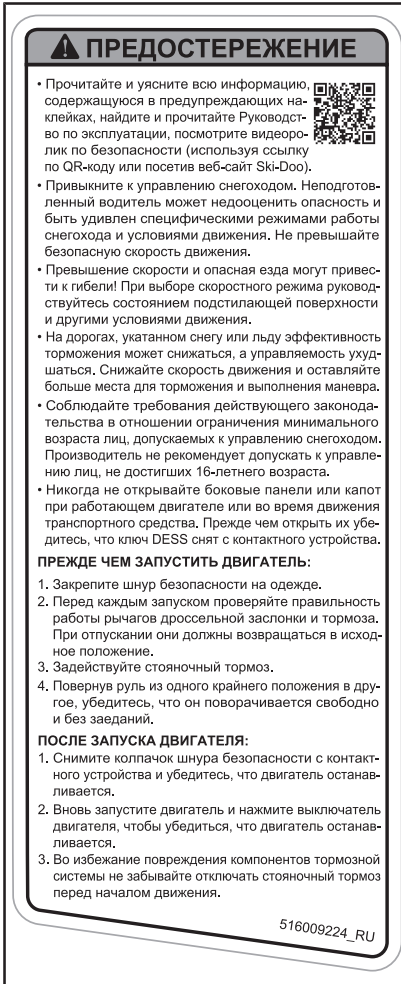 ПРЕДОСТЕРЕЖЕНИЕ
• Прочитайте и уясните всю информацию,
содержащуюся в предупреждающих на-
клейках, найдите и прочитайте Руководст-
во по эксплуатации, посмотрите видеоро-
лик по безопасности (используя ссылку
по QR-коду или посетив веб-сайт Ski-Doo).
• Привыкните к управлению снегоходом. Неподготов-
ленный водитель может недооценить опасность и
быть удивлен специфическими режимами работы
снегохода и условиями движения. Не превышайте
безопасную скорость движения.
• Превышение скорости и опасная езда могут привес-
ти к гибели! При выборе скоростного режима руковод-
ствуйтесь состоянием подстилающей поверхности
и другими условиями движения.
• На дорогах, укатанном снегу или льду эффективность
торможения может снижаться, а управляемость ухуд-
шаться. Снижайте скорость движения и оставляйте
больше места для торможения и выполнения маневра.
• Соблюдайте требования действующего законода-
тельства в отношении ограничения минимального
возраста лиц, допускаемых к управлению снегоходом.
Производитель не рекомендует допускать к управле-
нию лиц, не достигших 16-летнего возраста.
• Никогда не открывайте боковые панели или капот
при работающем двигателе или во время движения
транспортного средства. Прежде чем открыть их убе-
дитесь, что ключ DESS снят с контактного устройства.
ПРЕЖДЕ ЧЕМ ЗАПУСТИТЬ ДВИГАТЕЛЬ:
1. Закрепите шнур безопасности на одежде.
2. Перед каждым запуском проверяйте правильность
работы рычагов дроссельной заслонки и тормоза.
При отпускании они должны возвращаться в исход-
ное положение.
3. Задействуйте стояночный тормоз.
4. Повернув руль из одного крайнего положения в дру-
гое, убедитесь, что он поворачивается свободно
и без заеданий.
ПОСЛЕ ЗАПУСКА ДВИГАТЕЛЯ:
1. Снимите колпачок шнура безопасности с контакт-
ного устройства и убедитесь, что двигатель останав-
ливается.
2. Вновь запустите двигатель и нажмите выключатель
двигателя, чтобы убедиться, что двигатель останав-
ливается.
3. Во избежание повреждения компонентов тормозной
системы не забывайте отключать стояночный тормоз
перед началом движения.
516009224_RU